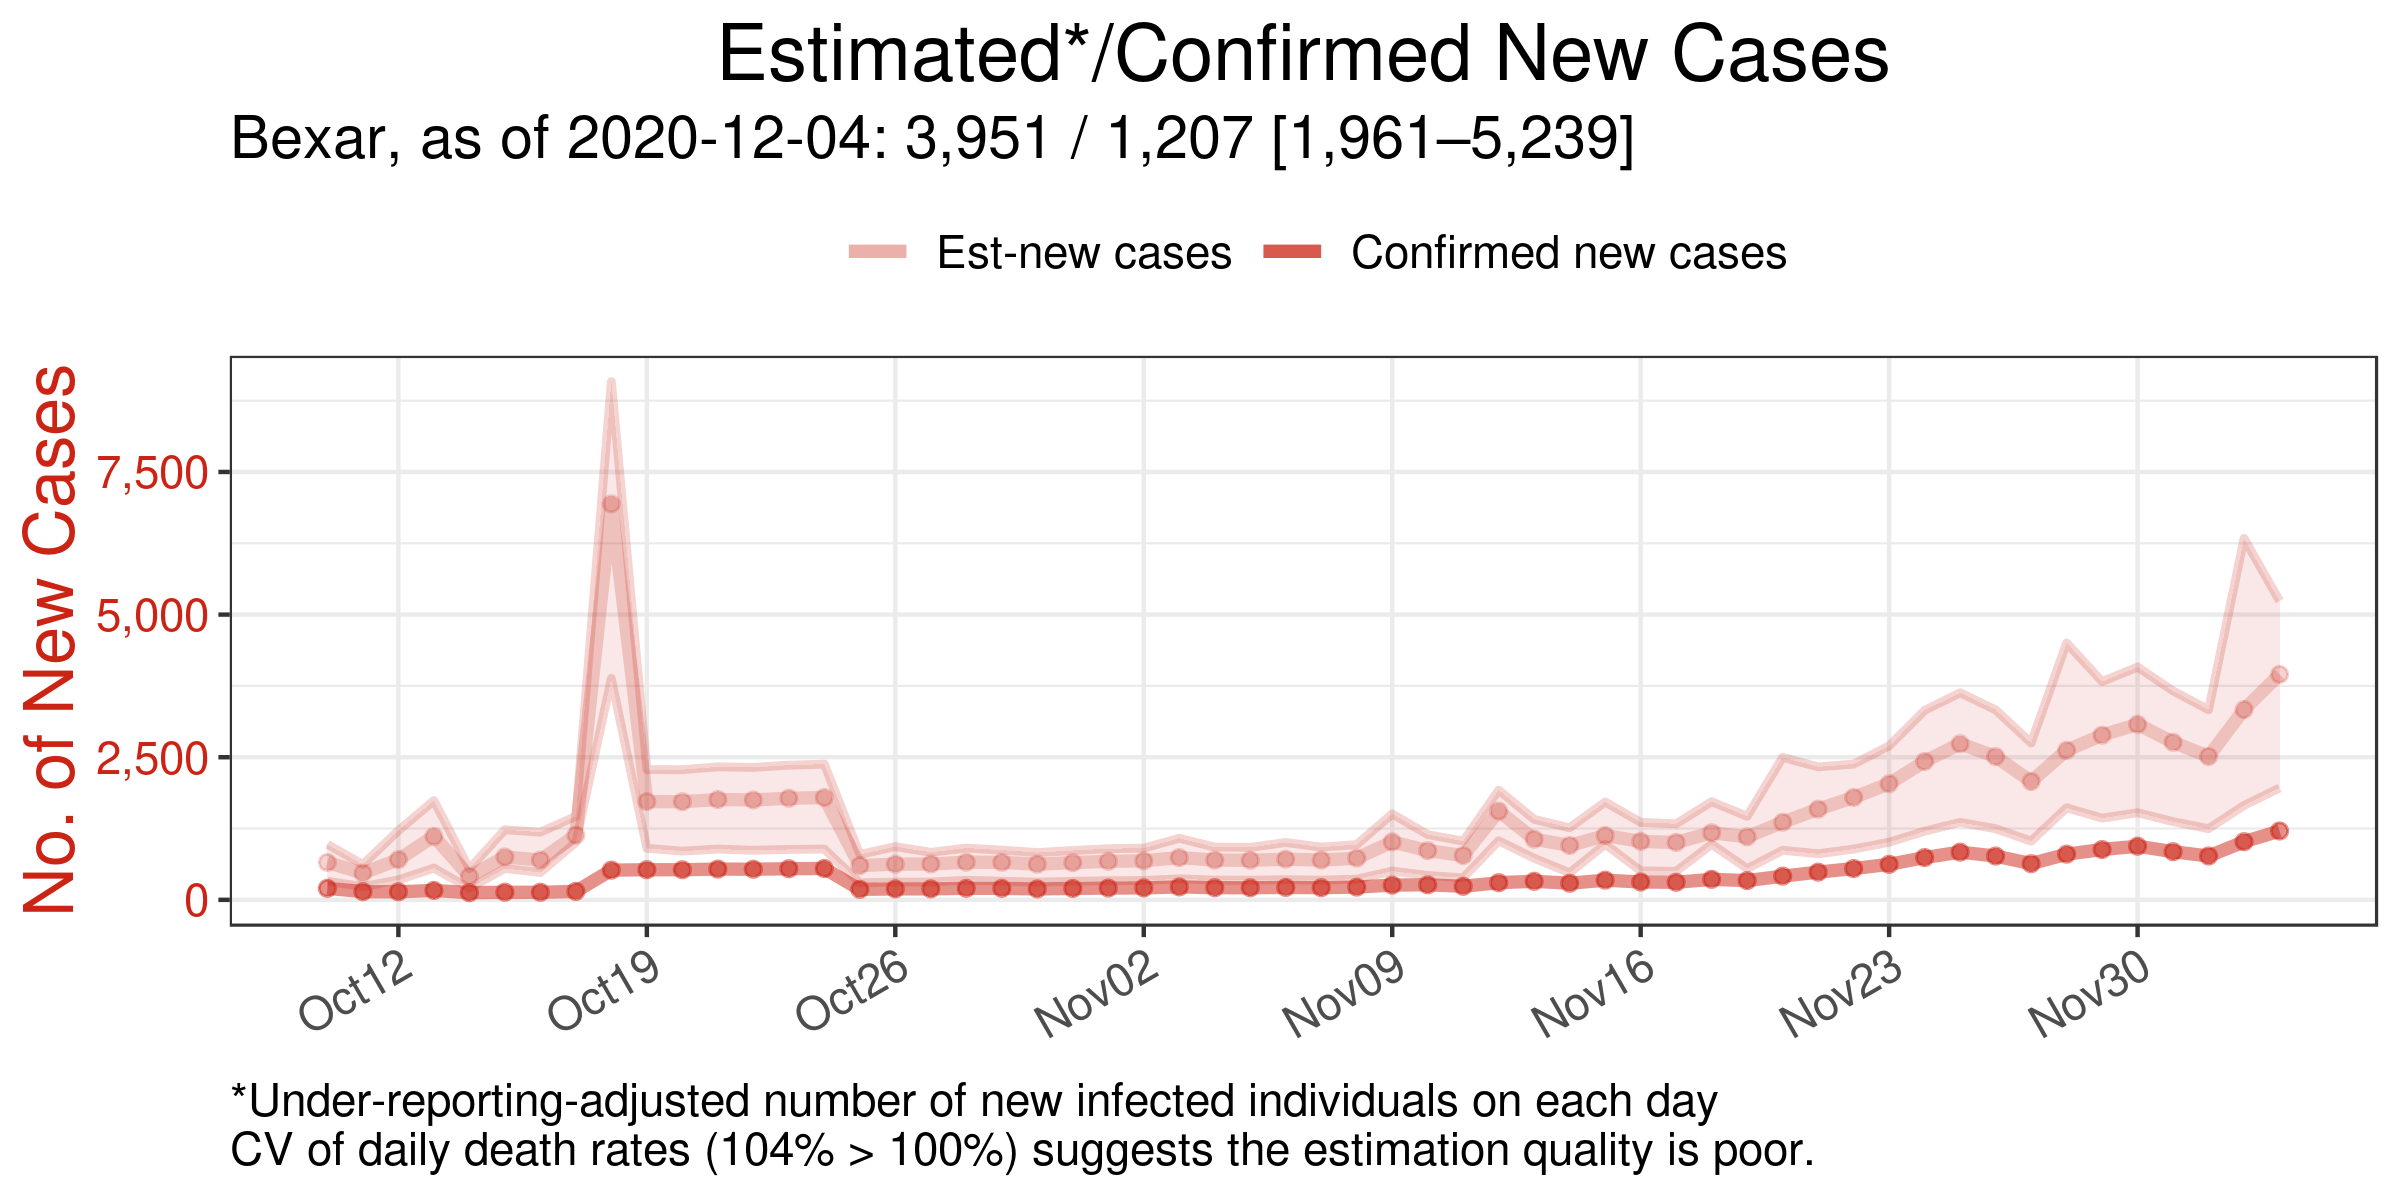 Estimated*/Confirmed New Cases
Bexar, as of 2020-12-04: 3,951 / 1,207 [1,961–5,239]
Est-new cases
Confirmed new cases
No. of New Cases
7,500
5,000
2,500
0
Oct12
Oct19
Oct26
Nov02
Nov09
Nov16
Nov23
Nov30
*Under-reporting-adjusted number of new infected individuals on each day
CV of daily death rates (104% > 100%) suggests the estimation quality is poor.